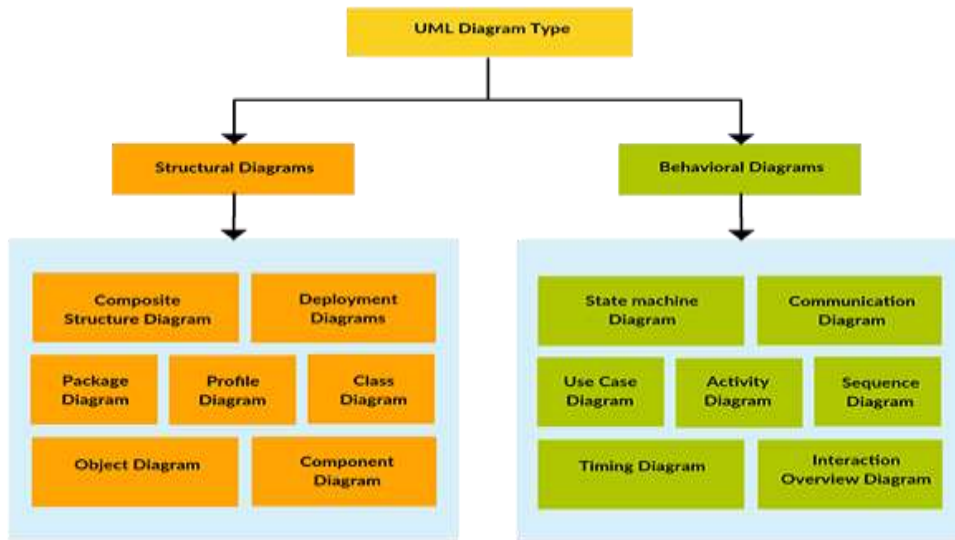 UML Diagram Type
Structural Diagrams
Behavioral Diagrams
Composite
Structure Diagram
Deployment
Diagrams
Package
Diagram
Profile
Diagram
Class
Diagram
Object Diagram
Component
Diagram
State machine
Diagram
Communication
Diagram
Use Case
Diagram
Activity
Diagram
Sequence
Diagram
Timing Diagram
Interaction
Overview Diagram